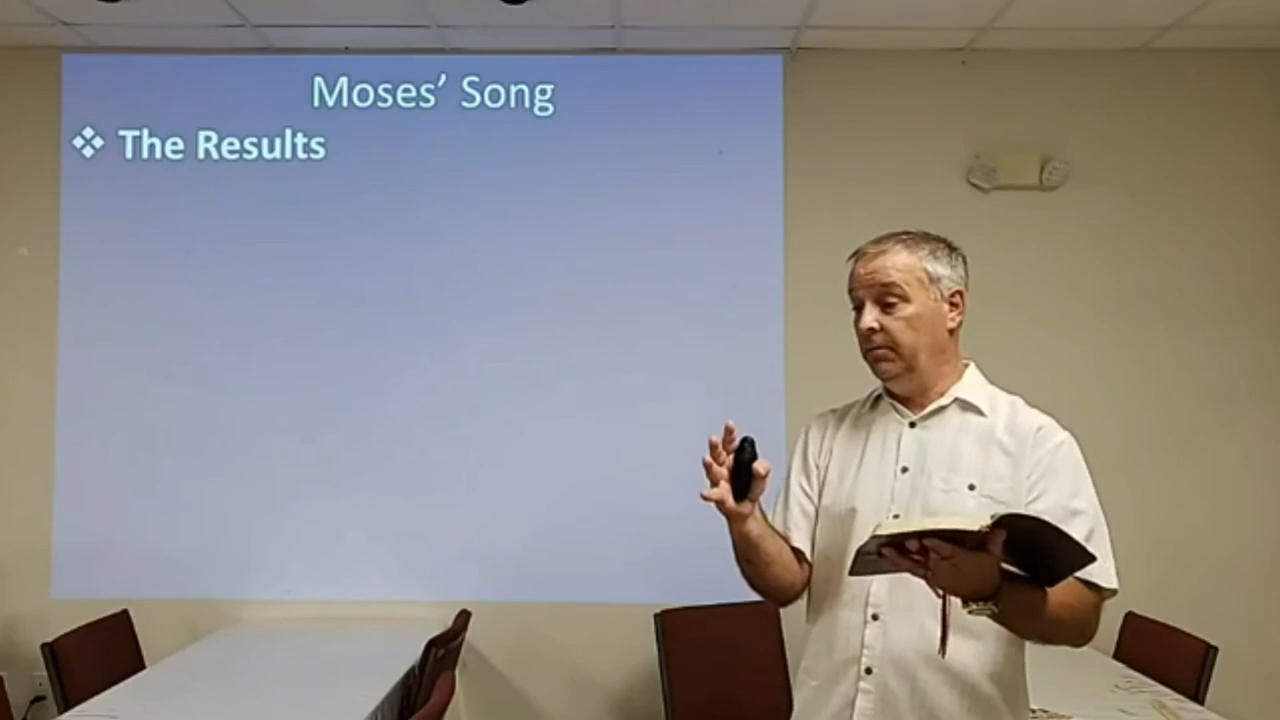 Moses’ Song
❖ The Results